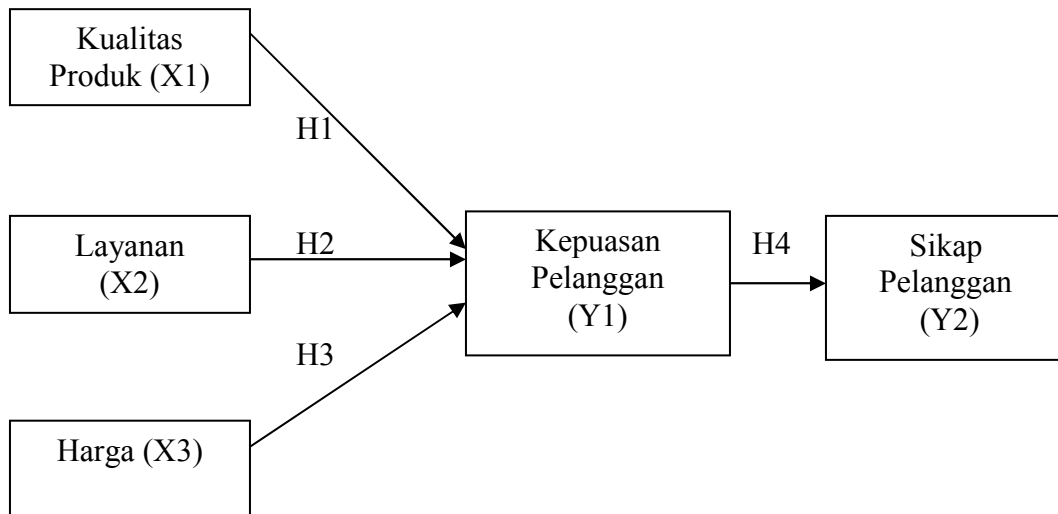 Kualitas
Produk (X1)
H1
Layanan
(X2)
H2
Kepuasan
Pelanggan
(Y1)
H4
Sikap
Pelanggan
(Y2)
H3
Harga (X3)